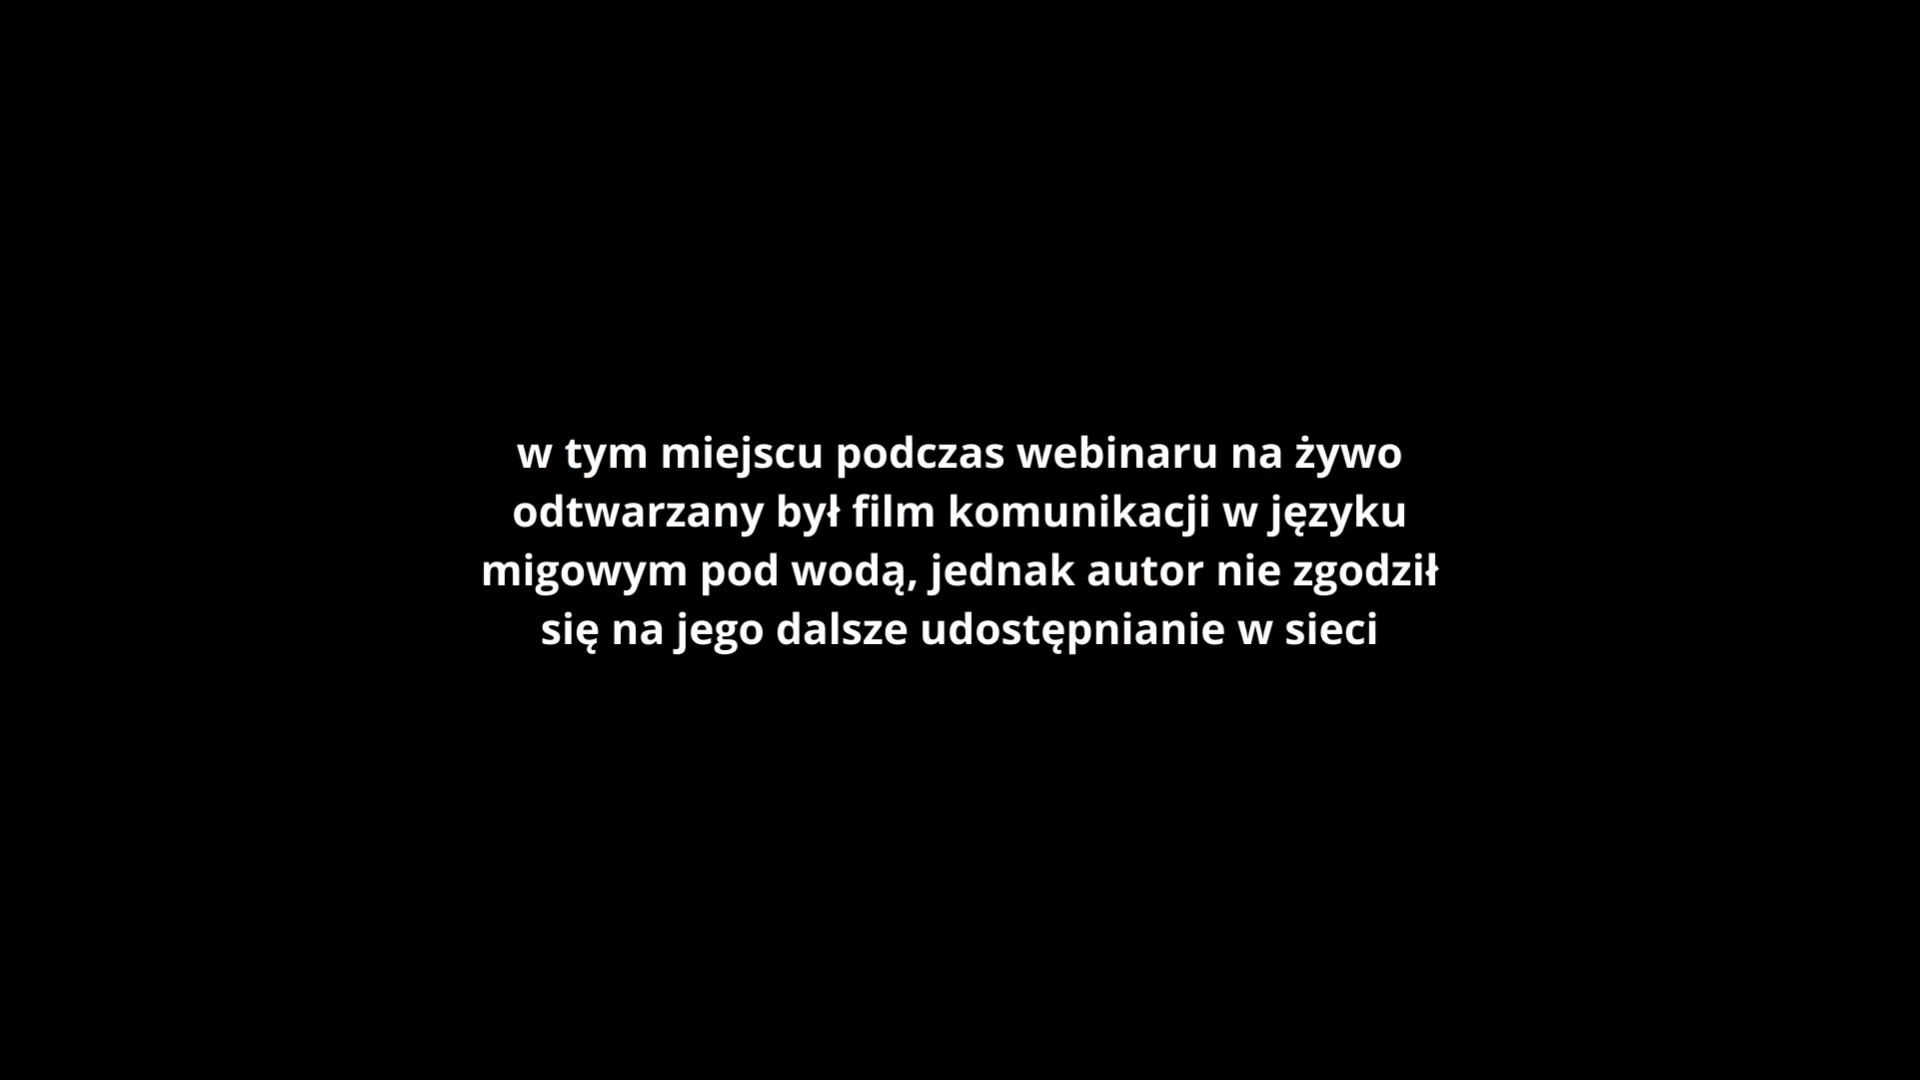 w tym miejscu podczas webinaru na żywo
odtwarzany był film komunikacji w języku
migowym pod wodą, jednak autor nie zgodził
się na jego dalsze udostępnianie w sieci